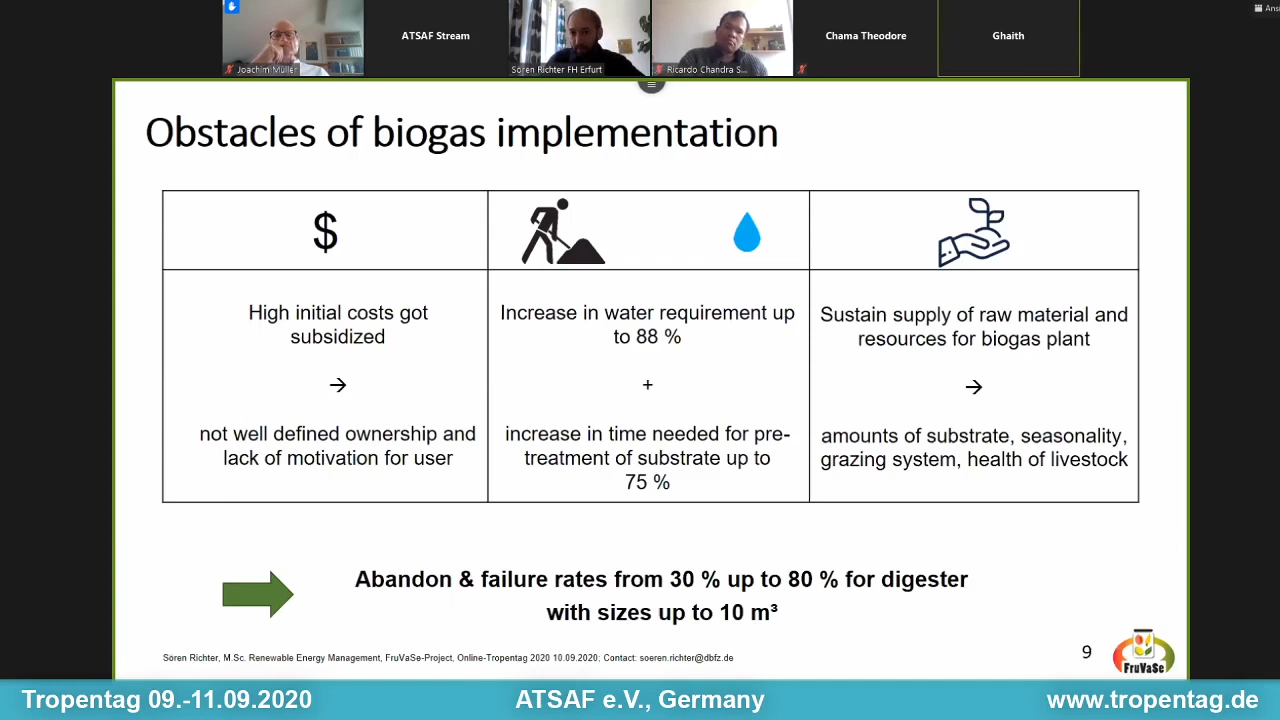 Ans
ATSAF Stream
Chama Theodore
Ghaith
Joachim Müller
Sören Richter FH Erfurt
Ricardo Chandra S...
Obstacles of biogas implementation
$
High initial costs got
subsidized
→
not well defined ownership and
lack of motivation for user
Increase in water requirement up
to 88 %
+
increase in time needed for pre-
treatment of substrate up to
75 %
Sustain supply of raw material and
resources for biogas plant
→
amounts of substrate, seasonality,
grazing system, health of livestock
Abandon & failure rates from 30 % up to 80 % for digester
with sizes up to 10 m³
Sören Richter, M.Sc. Renewable Energy Management, FruVaSe-Project, Online-Tropentag 2020 10.09.2020; Contact: soeren.richter@dbfz.de
9
FruVaSe
Tropentag 09.-11.09.2020
ATSAF e.V., Germany
www.tropentag.de